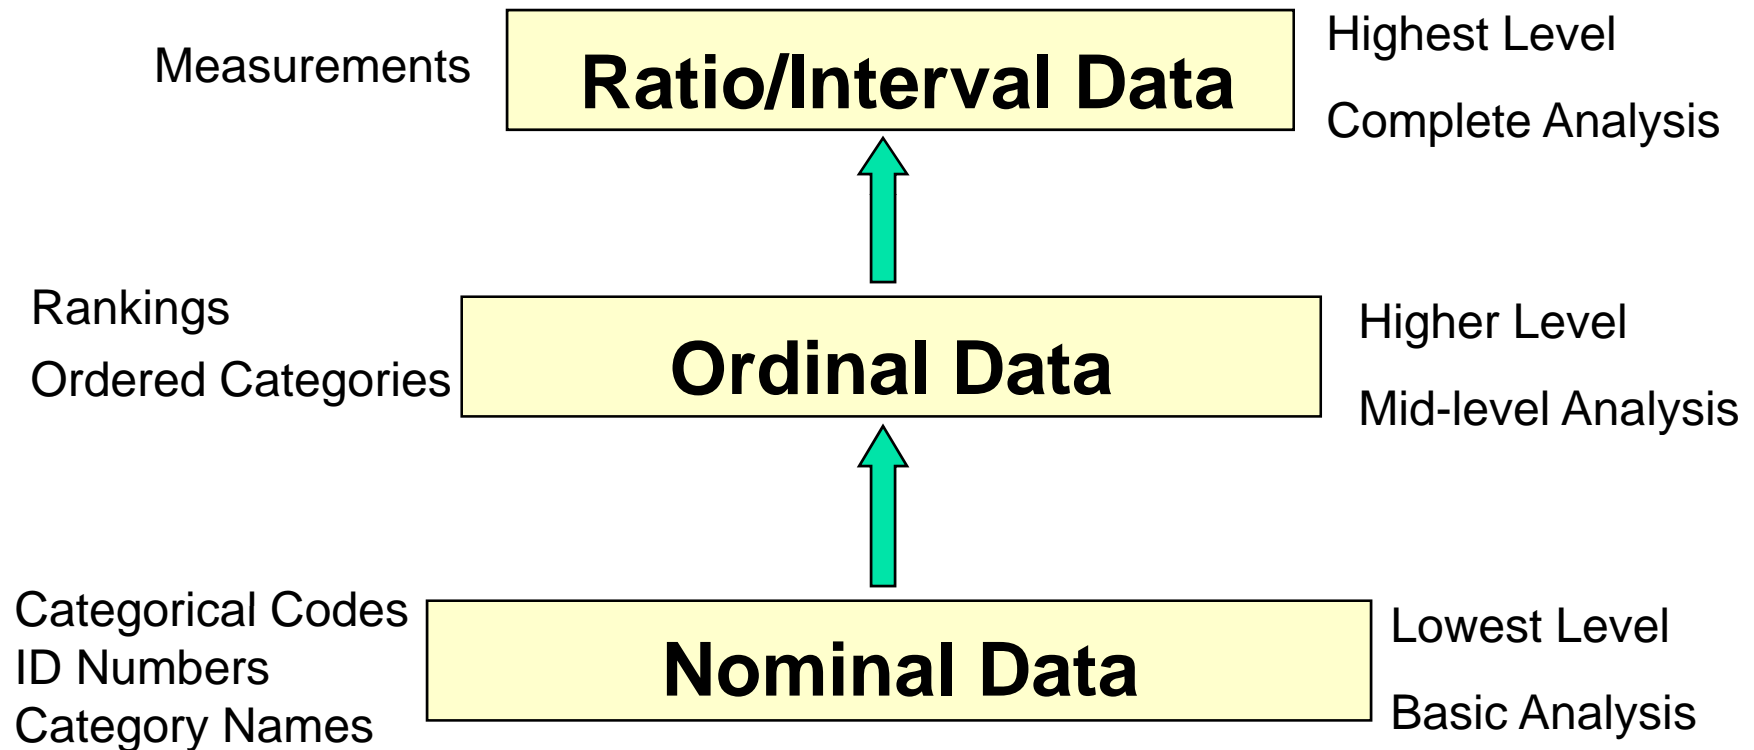 Measurements
Ratio/Interval Data
Highest Level
Complete Analysis
Rankings
Ordered Categories
Ordinal Data
Higher Level
Mid-level Analysis
Categorical Codes
ID Numbers
Category Names
Nominal Data
Lowest Level
Basic Analysis